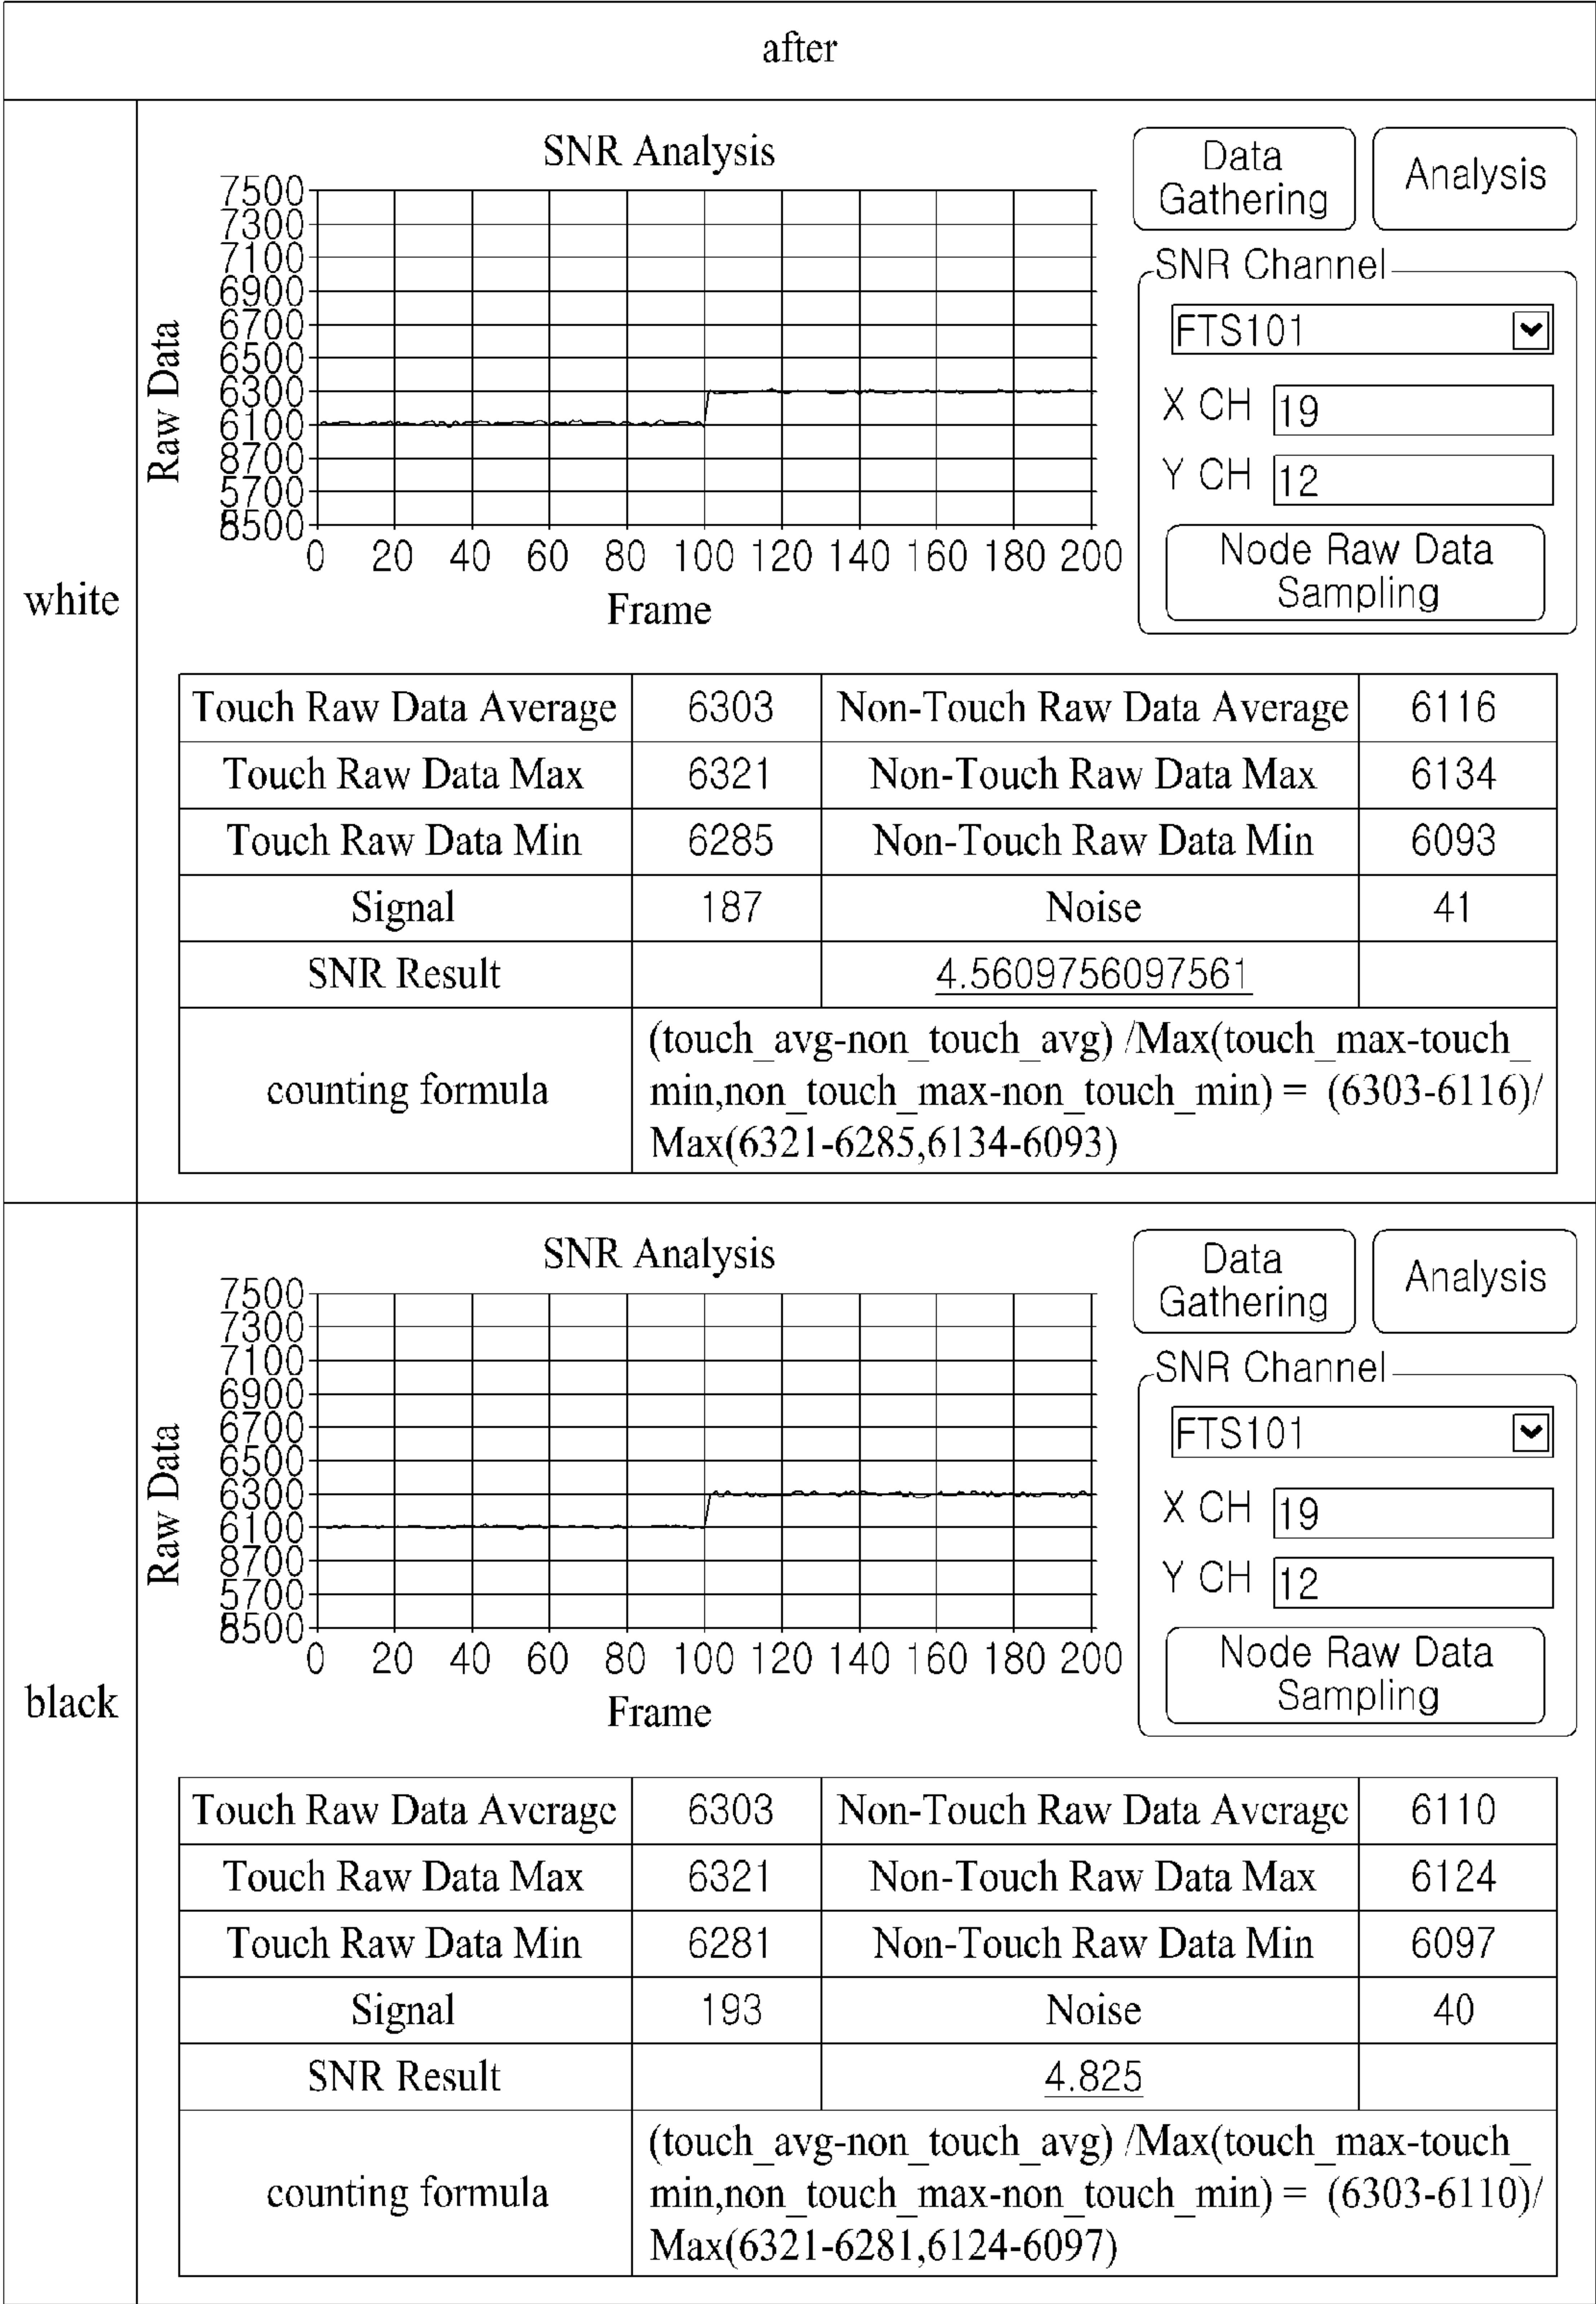 after
white
SNR Analysis
7500
7300
7100
6900
6700
6500
6300
6100
8700
5700
8500
Raw Data
0 20 40 60 80 100 120 140 160 180 200
Frame
Data
Gathering
Analysis
SNR Channel
FTS101
X CH 19
Y CH 12
Node Raw Data
Sampling
Touch Raw Data Average 6303 Non-Touch Raw Data Average 6116
Touch Raw Data Max 6321 Non-Touch Raw Data Max 6134
Touch Raw Data Min 6285 Non-Touch Raw Data Min 6093
Signal 187 Noise 41
SNR Result 4.5609756097561
counting formula
(touch_avg-non_touch_avg) /Max(touch_max-touch_
min,non_touch_max-non_touch_min) = (6303-6116)/
Max(6321-6285,6134-6093)
black
SNR Analysis
7500
7300
7100
6900
6700
6500
6300
6100
8700
5700
8500
Raw Data
0 20 40 60 80 100 120 140 160 180 200
Frame
Data
Gathering
Analysis
SNR Channel
FTS101
X CH 19
Y CH 12
Node Raw Data
Sampling
Touch Raw Data Average 6303 Non-Touch Raw Data Average 6110
Touch Raw Data Max 6321 Non-Touch Raw Data Max 6124
Touch Raw Data Min 6281 Non-Touch Raw Data Min 6097
Signal 193 Noise 40
SNR Result 4.825
counting formula
(touch_avg-non_touch_avg) /Max(touch_max-touch_
min,non_touch_max-non_touch_min) = (6303-6110)/
Max(6321-6281,6124-6097)